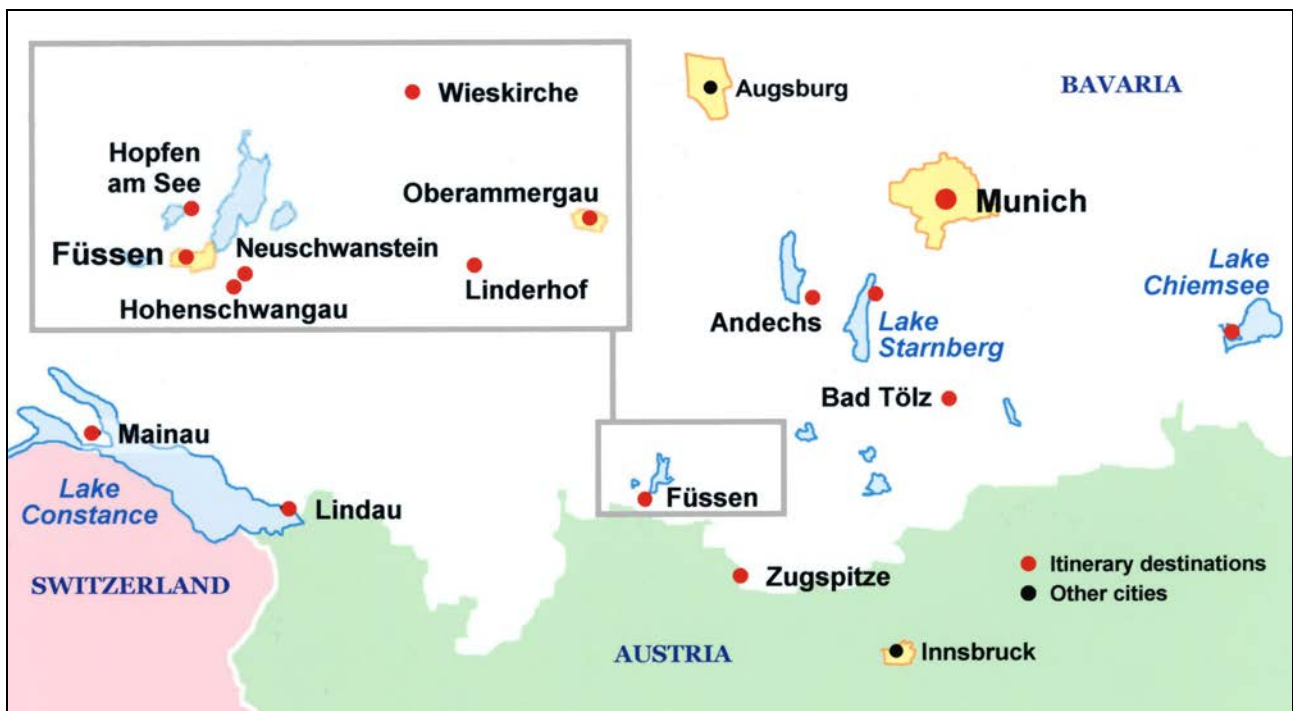 Wieskirche
Hopfen
am See
Oberammergau
Füssen
Neuschwanstein
Linderhof
Hohenschwangau
Augsburg
BAVARIA
Munich
Lake
Chiemsee
Andechs
Lake
Starnberg
Bad Tölz
Mainau
Lake
Constance
Lindau
Füssen
SWITZERLAND
Zugspitze
Itinerary destinations
Other cities
AUSTRIA
Innsbruck